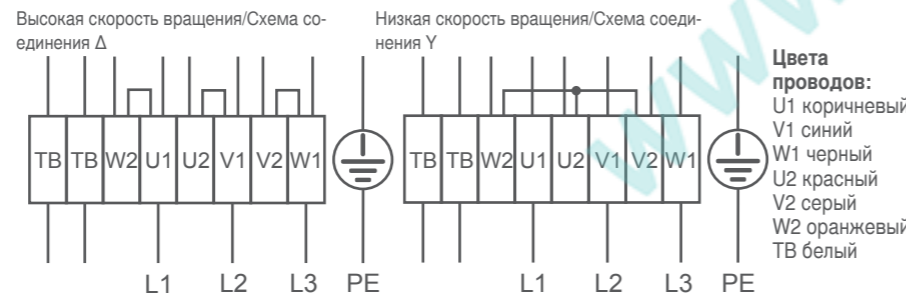 Высокая скорость вращения/Схема со-
единения Δ
Низкая скорость вращения/Схема соеди-
нения Y
TB TB W2 U1 U2 V1 V2 W1
TB TB W2 U1 U2 V1 V2 W1
L1 L2 L3 PE
L1 L2 L3 PE
Цвета
проводов:
U1 коричневый
V1 синий
W1 черный
U2 красный
V2 серый
W2 оранжевый
TB белый
www